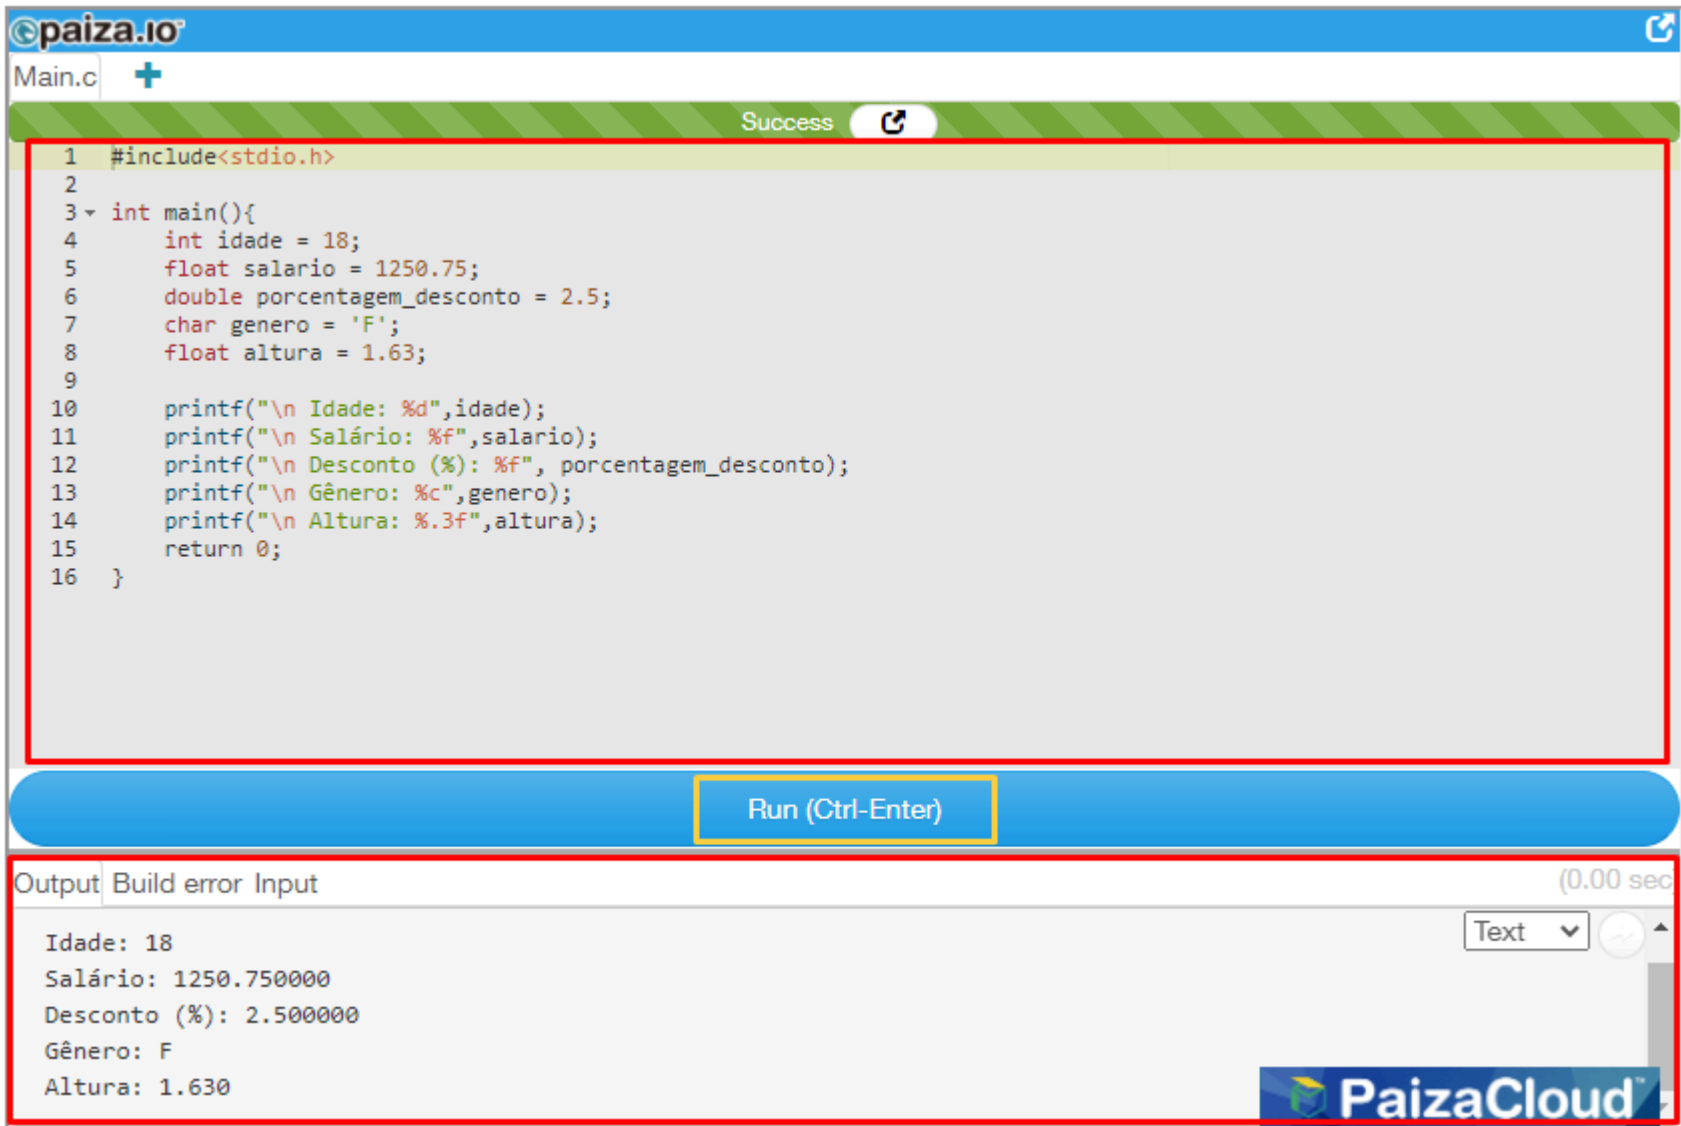 paiza.IO
Main.c +
Success
1 #include<stdio.h>
2
3 int main(){
4     int idade = 18;
5     float salario = 1250.75;
6     double porcentagem_desconto = 2.5;
7     char genero = 'F';
8     float altura = 1.63;
9
10     printf("\n Idade: %d",idade);
11     printf("\n Salário: %f",salario);
12     printf("\n Desconto (%): %f", porcentagem_desconto);
13     printf("\n Gênero: %c",genero);
14     printf("\n Altura: %.3f",altura);
15     return 0;
16 }
Run (Ctrl-Enter)
Output Build error Input (0.00 sec)
Text
Idade: 18
Salário: 1250.750000
Desconto (%): 2.500000
Gênero: F
Altura: 1.630
PaizaCloud™